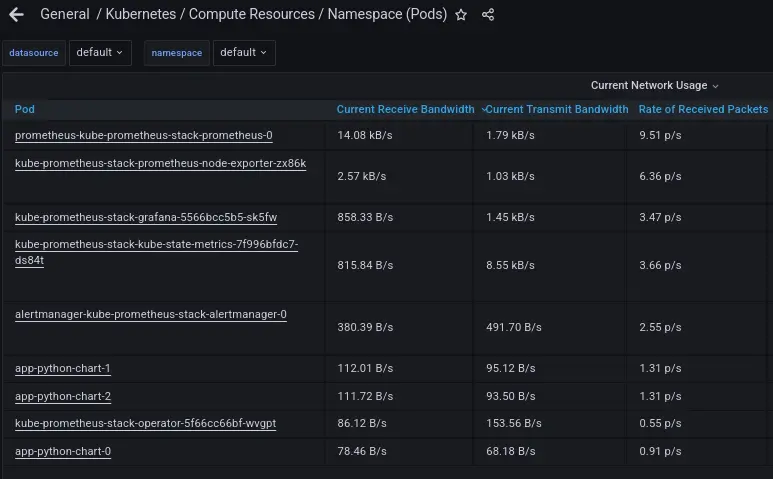 General / Kubernetes / Compute Resources / Namespace (Pods)
datasource default namespace default
Current Network Usage
Pod Current Receive Bandwidth Current Transmit Bandwidth Rate of Received Packets
prometheus-kube-prometheus-stack-prometheus-0 14.08 kB/s 1.79 kB/s 9.51 p/s
kube-prometheus-stack-prometheus-node-exporter-zx86k 2.57 kB/s 1.03 kB/s 6.36 p/s
kube-prometheus-stack-grafana-5566bcc5b5-sk5fw 858.33 B/s 1.45 kB/s 3.47 p/s
kube-prometheus-stack-kube-state-metrics-7f996bfdc7-
ds84t 815.84 B/s 8.55 kB/s 3.66 p/s
alertmanager-kube-prometheus-stack-alertmanager-0 380.39 B/s 491.70 B/s 2.55 p/s
app-python-chart-1 112.01 B/s 95.12 B/s 1.31 p/s
app-python-chart-2 111.72 B/s 93.50 B/s 1.31 p/s
kube-prometheus-stack-operator-5f66cc66bf-wvgpt 86.12 B/s 153.56 B/s 0.55 p/s
app-python-chart-0 78.46 B/s 68.18 B/s 0.91 p/s